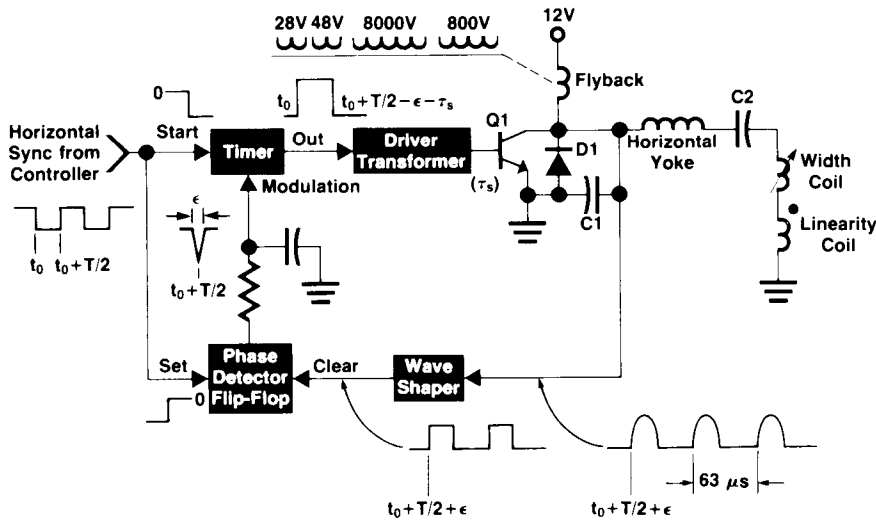 28V 48V 8000V 800V
12V
Flyback
0
t₀
t₀+T/2−ϵ−τₛ
Horizontal
Sync from
Controller
Start
Timer
Out
Driver
Transformer
Q1
(τₛ)
D1
C1
Horizontal
Yoke
C2
Width
Coil
Linearity
Coil
Modulation
t₀ t₀+T/2
ϵ
t₀+T/2
Set
0
Phase
Detector
Flip-Flop
Clear
Wave
Shaper
t₀+T/2+ϵ
63 μs
t₀+T/2+ϵ